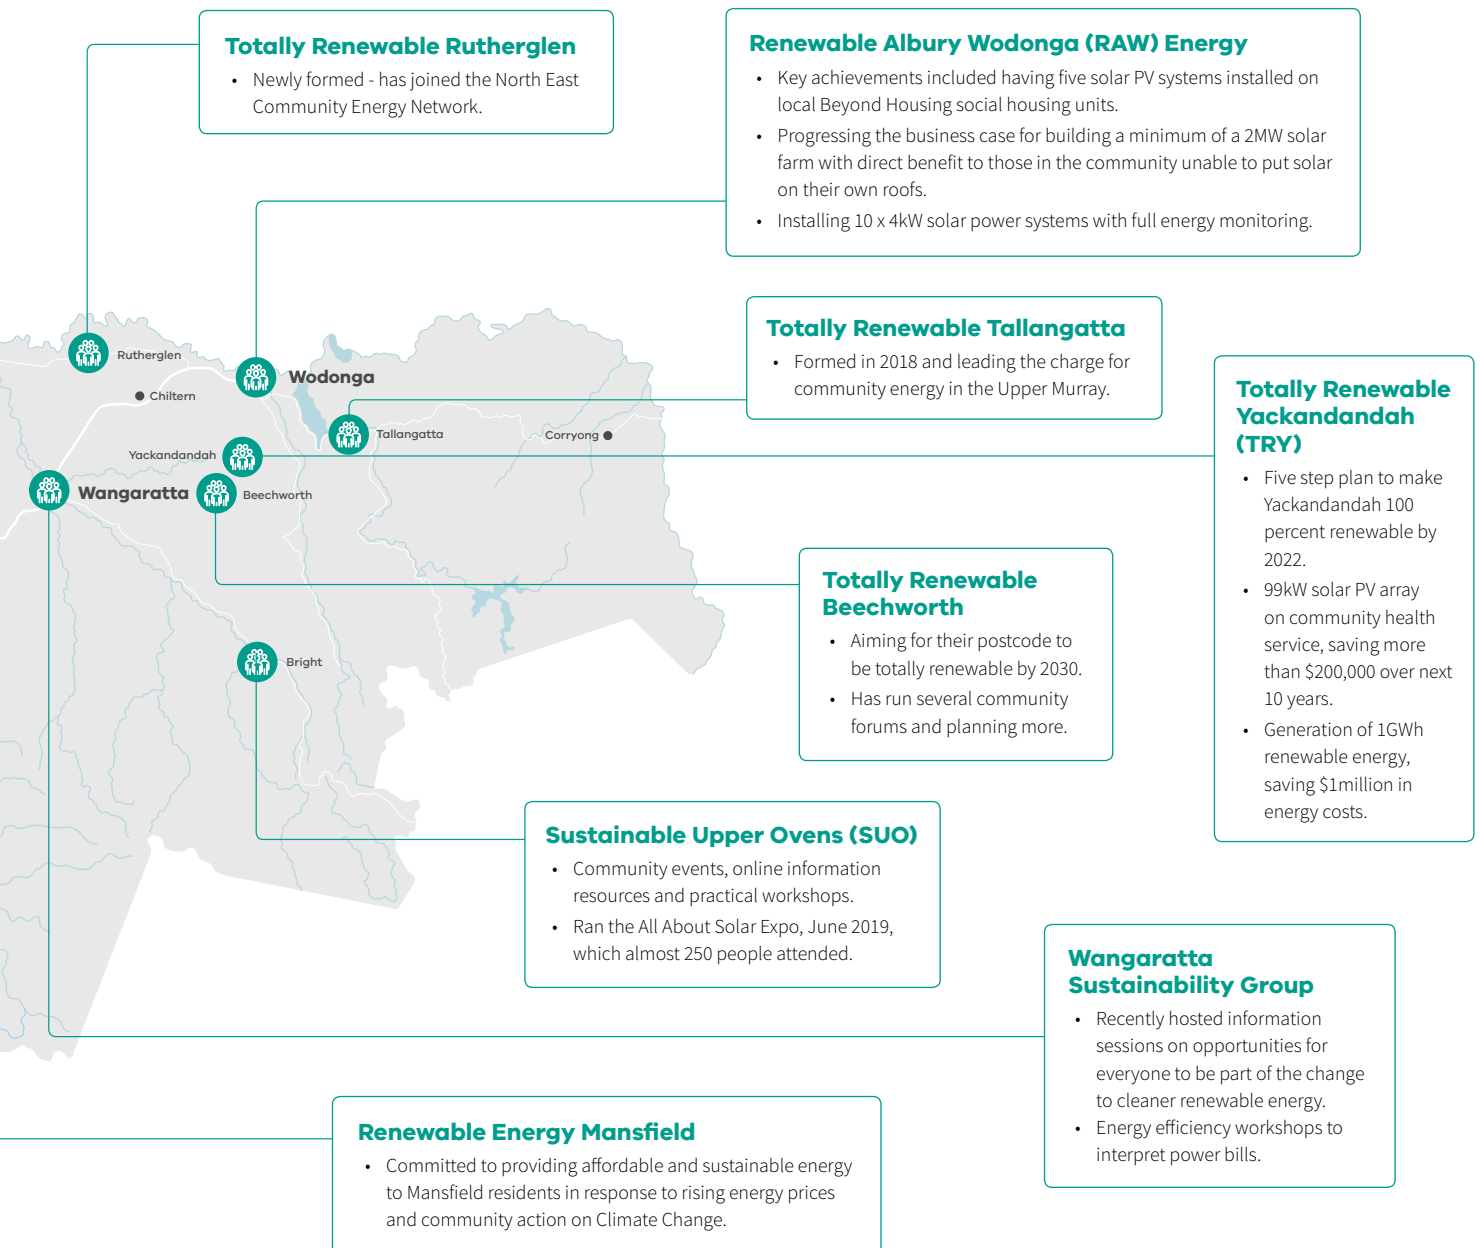 Totally Renewable Rutherglen
• Newly formed - has joined the North East
Community Energy Network.
Renewable Albury Wodonga (RAW) Energy
• Key achievements included having five solar PV systems installed on
local Beyond Housing social housing units.
• Progressing the business case for building a minimum of a 2MW solar
farm with direct benefit to those in the community unable to put solar
on their own roofs.
• Installing 10 x 4kW solar power systems with full energy monitoring.
Totally Renewable Tallangatta
• Formed in 2018 and leading the charge for
community energy in the Upper Murray.
Totally Renewable
Yackandandah
(TRY)
• Five step plan to make
Yackandandah 100
percent renewable by
2022.
• 99kW solar PV array
on community health
service, saving more
than $200,000 over next
10 years.
• Generation of 1GWh
renewable energy,
saving $1million in
energy costs.
Rutherglen
Wodonga
Chiltern
Tallangatta
Corryong
Yackandandah
Wangaratta
Beechworth
Bright
Totally Renewable
Beechworth
• Aiming for their postcode to
be totally renewable by 2030.
• Has run several community
forums and planning more.
Sustainable Upper Ovens (SUO)
• Community events, online information
resources and practical workshops.
• Ran the All About Solar Expo, June 2019,
which almost 250 people attended.
Wangaratta
Sustainability Group
• Recently hosted information
sessions on opportunities for
everyone to be part of the change
to cleaner renewable energy.
• Energy efficiency workshops to
interpret power bills.
Renewable Energy Mansfield
• Committed to providing affordable and sustainable energy
to Mansfield residents in response to rising energy prices
and community action on Climate Change.